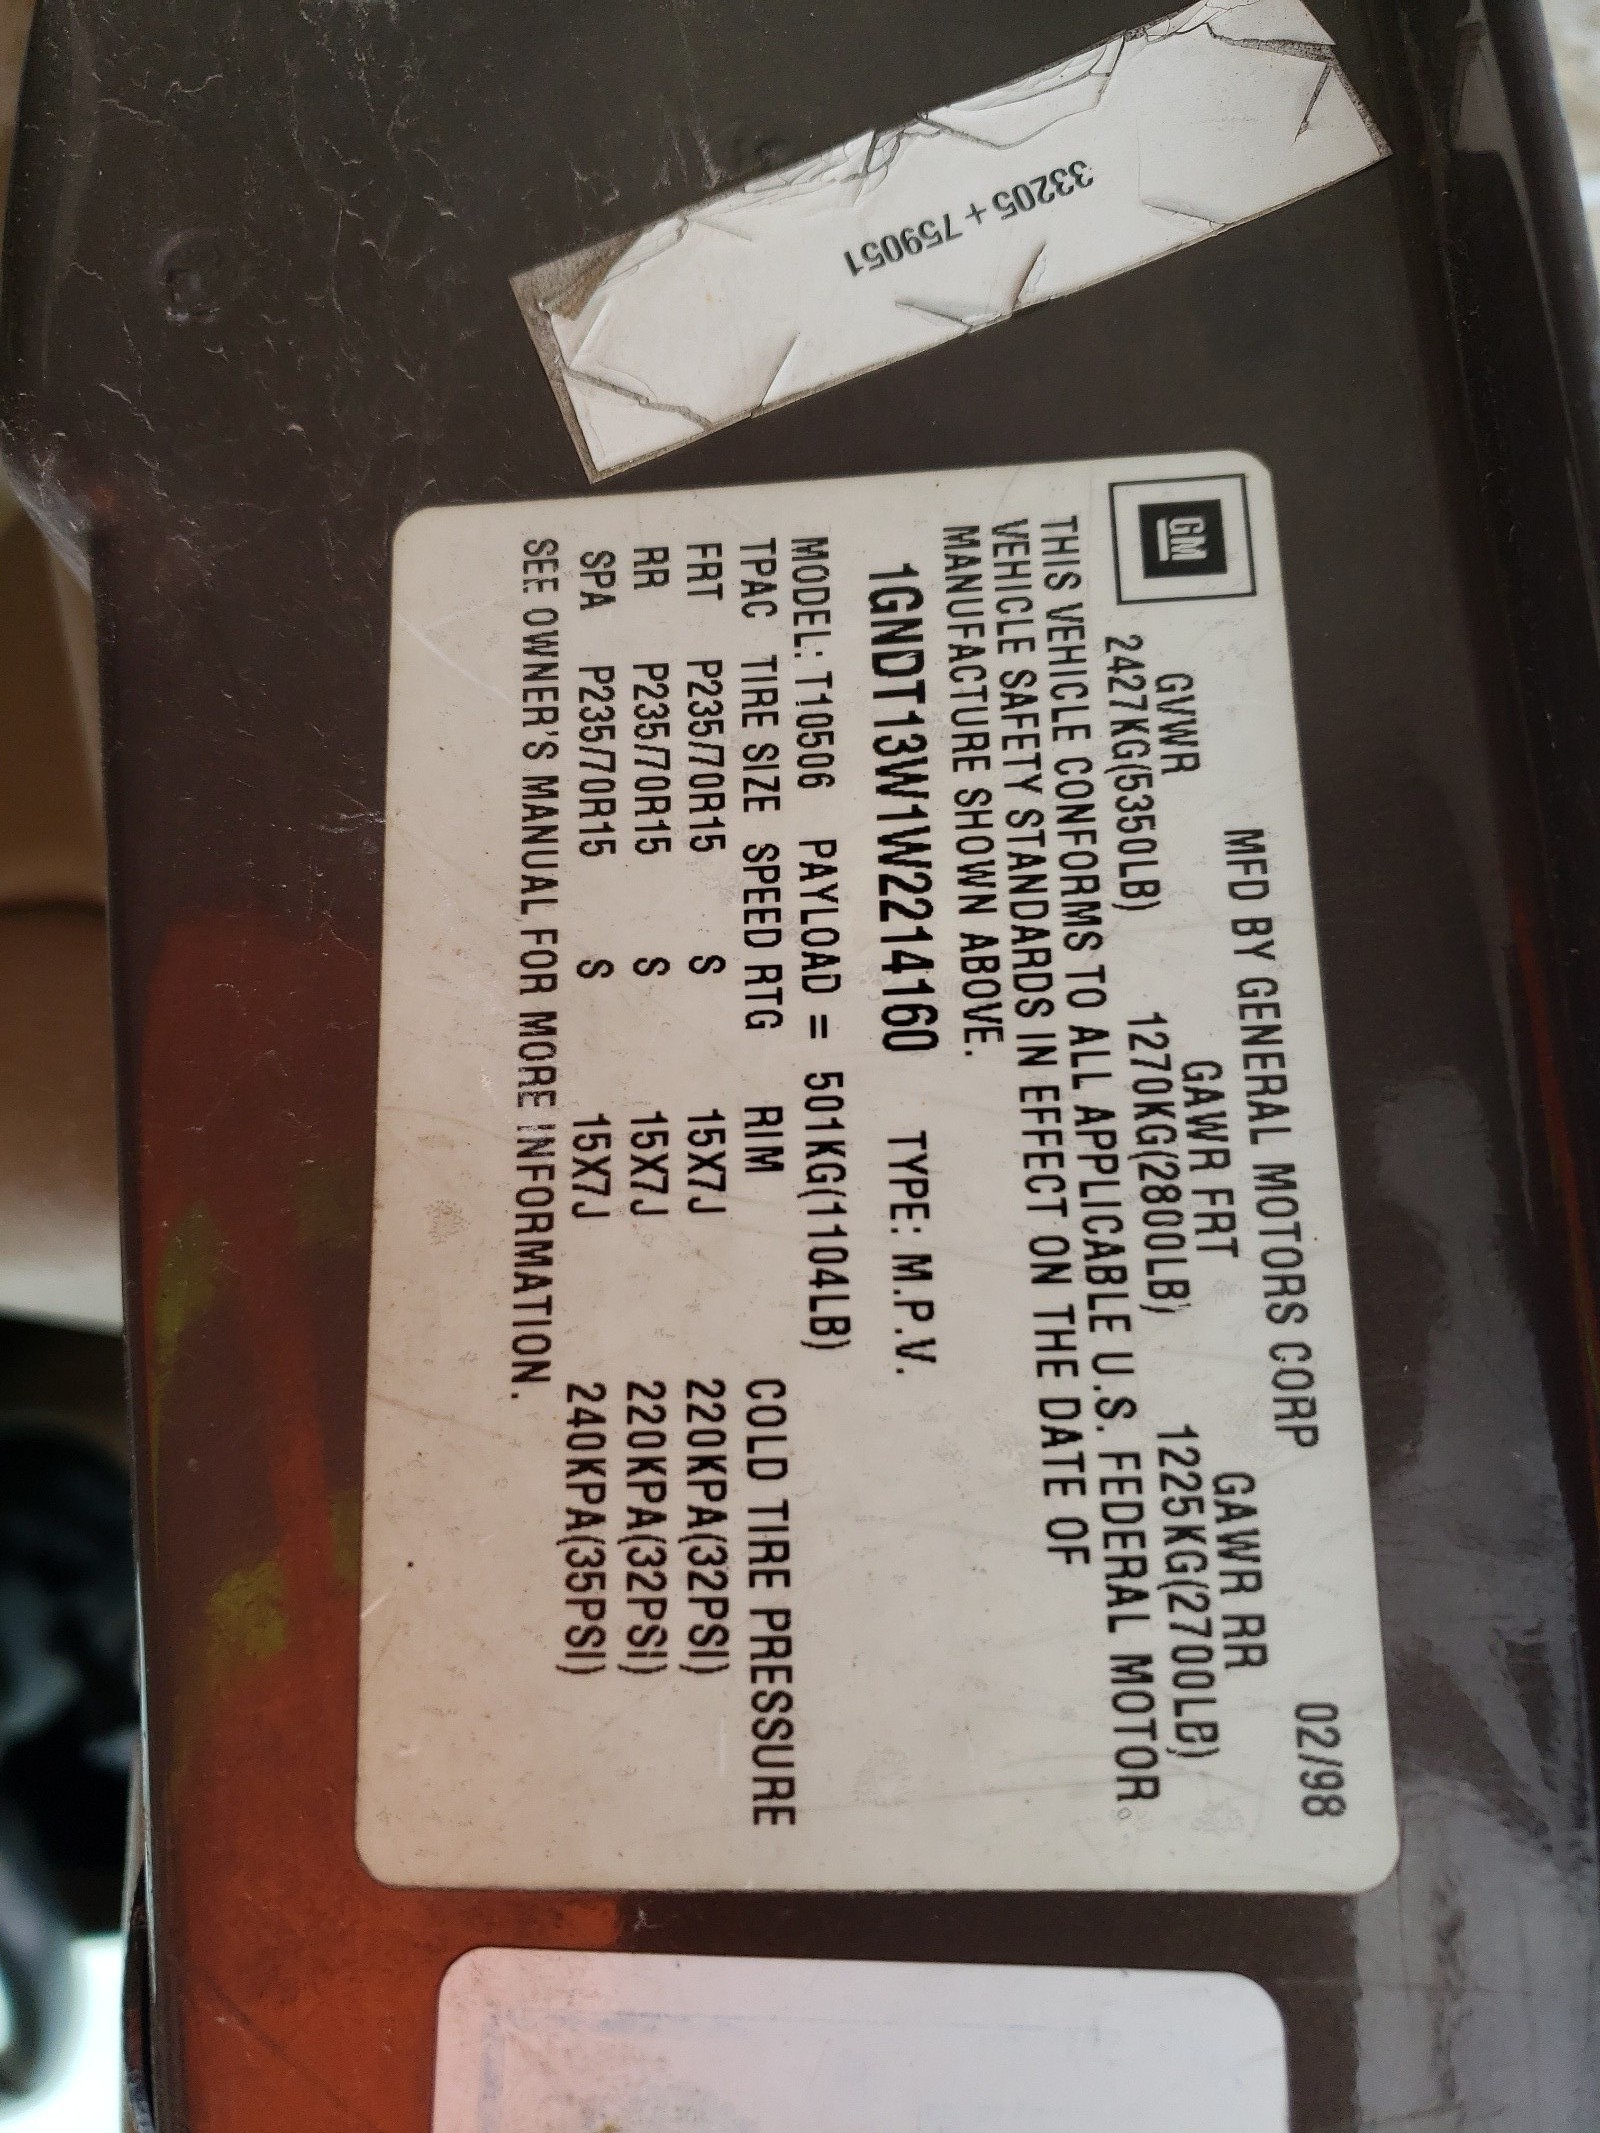 33205+759051
GM
MFD BY GENERAL MOTORS CORP 02/98
GVWR GAWR FRT GAWR RR
2427KG(5350LB) 1270KG(2800LB) 1225KG(2700LB)
THIS VEHICLE CONFORMS TO ALL APPLICABLE U.S. FEDERAL MOTOR
VEHICLE SAFETY STANDARDS IN EFFECT ON THE DATE OF
MANUFACTURE SHOWN ABOVE.
1GNDT13W1W2214160 TYPE: M.P.V.
MODEL: T10506 PAYLOAD = 501KG(1104LB)
TPAC TIRE SIZE SPEED RTG RIM COLD TIRE PRESSURE
FRT P235/70R15 S 15X7J 220KPA(32PSI)
RR P235/70R15 S 15X7J 220KPA(32PSI)
SPA P235/70R15 S 15X7J 240KPA(35PSI)
SEE OWNER'S MANUAL FOR MORE INFORMATION.